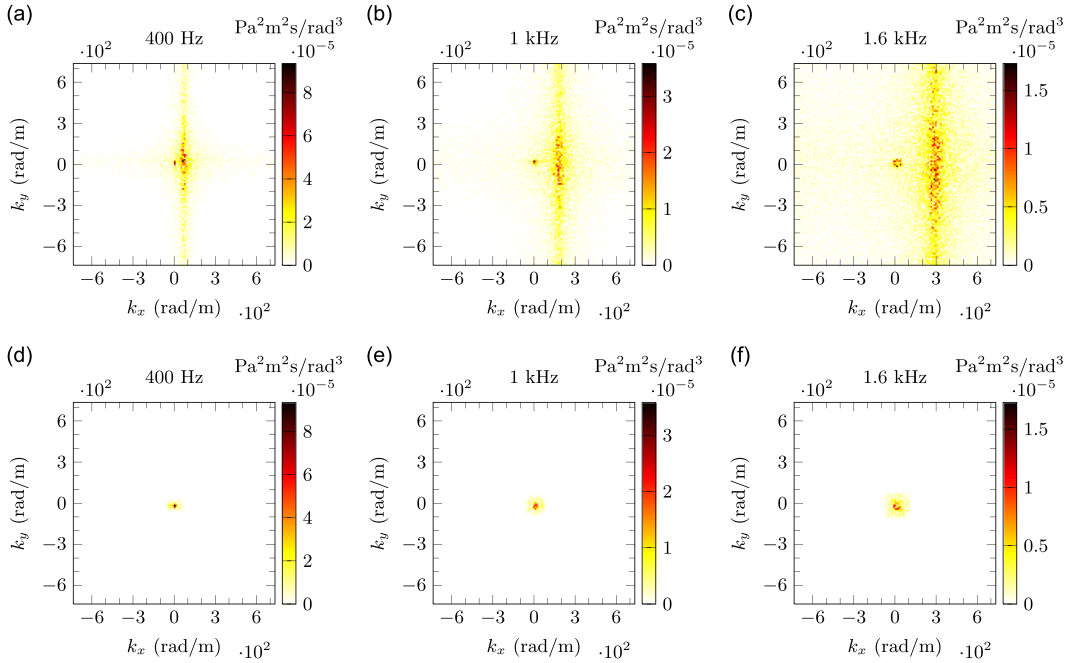 (a)
·10²
400 Hz
Pa²m²s/rad³
·10⁻⁵
6
3
0
−3
−6
k_y (rad/m)
−6 −3 0 3 6
k_x (rad/m)
·10²
8
6
4
2
0
(b)
·10²
1 kHz
Pa²m²s/rad³
·10⁻⁵
6
3
0
−3
−6
k_y (rad/m)
−6 −3 0 3 6
k_x (rad/m)
·10²
3
2
1
0
(c)
·10²
1.6 kHz
Pa²m²s/rad³
·10⁻⁵
6
3
0
−3
−6
k_y (rad/m)
−6 −3 0 3 6
k_x (rad/m)
·10²
1.5
1
0.5
0
(d)
·10²
400 Hz
Pa²m²s/rad³
·10⁻⁵
6
3
0
−3
−6
k_y (rad/m)
−6 −3 0 3 6
k_x (rad/m)
·10²
8
6
4
2
0
(e)
·10²
1 kHz
Pa²m²s/rad³
·10⁻⁵
6
3
0
−3
−6
k_y (rad/m)
−6 −3 0 3 6
k_x (rad/m)
·10²
3
2
1
0
(f)
·10²
1.6 kHz
Pa²m²s/rad³
·10⁻⁵
6
3
0
−3
−6
k_y (rad/m)
−6 −3 0 3 6
k_x (rad/m)
·10²
1.5
1
0.5
0